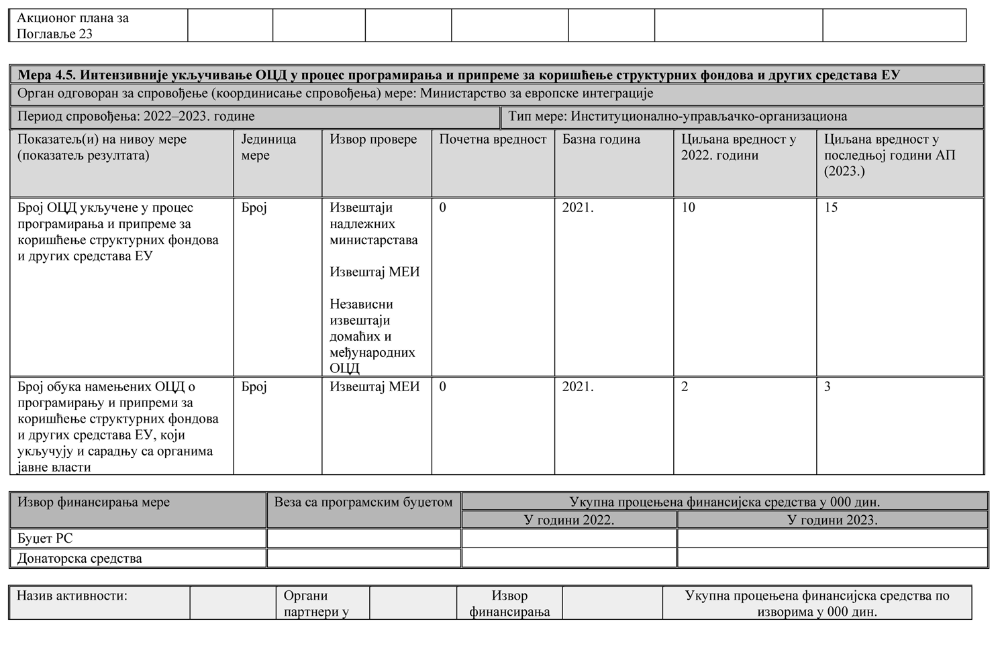 Акционог плана за
Поглавље 23
Мера 4.5. Интензивније укључивање ОЦД у процес програмирања и припреме за коришћење структурних фондова и других средстава ЕУ
Орган одговоран за спровођење (координисање спровођења) мере: Министарство за европске интеграције
Период спровођења: 2022–2023. године
Тип мере: Институционално-управљачко-организациона
Показатељ(и) на нивоу мере
(показатељ резултата)
Јединица
мере
Извор провере
Почетна вредност
Базна година
Циљана вредност у
2022. години
Циљана вредност у
последњој години АП
(2023.)
Број ОЦД укључене у процес
програмирања и припреме за
коришћење структурних фондова
и других средстава ЕУ
Број
Извештаји
надлежних
министарстава
Извештај МЕИ
Независни
извештаји
домаћих и
међународних
ОЦД
0
2021.
10
15
Број обука намењених ОЦД о
програмирању и припреми за
коришћење структурних фондова
и других средстава ЕУ, који
укључују и сарадњу са органима
јавне власти
Број
Извештај МЕИ
0
2021.
2
3
Извор финансирања мере
Веза са програмским буџетом
Укупна процењена финансијска средства у 000 дин.
У години 2022.
У години 2023.
Буџет РС
Донаторска средства
Назив активности:
Органи
партнери у
Извор
финансирања
Укупна процењена финансијска средства по
изворима у 000 дин.